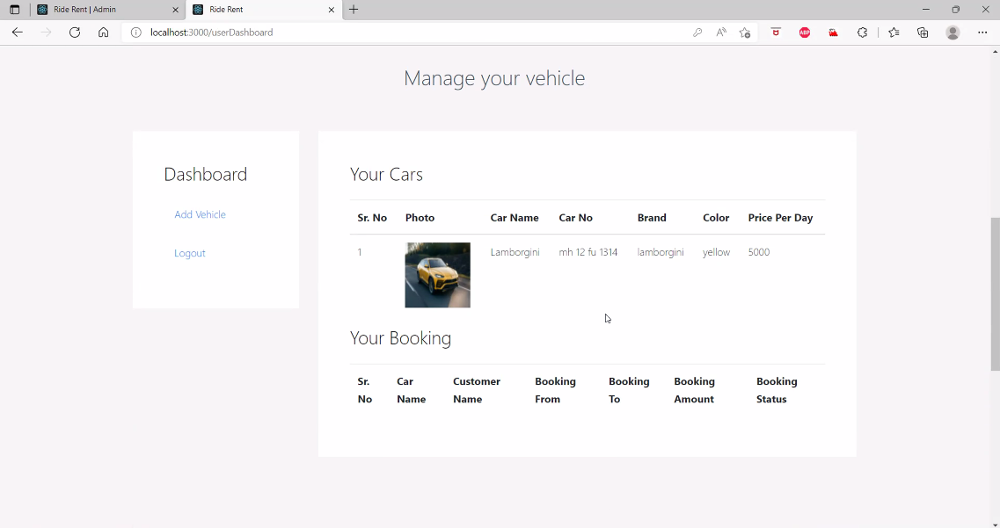 Ride Rent | Admin
Ride Rent
localhost:3000/userDashboard
ABP
Manage your vehicle
Dashboard
Add Vehicle
Logout
Your Cars
Sr. No Photo Car Name Car No Brand Color Price Per Day
1 Lamborgini mh 12 fu 1314 lamborgini yellow 5000
Your Booking
Sr. No Car Name Customer Name Booking From Booking To Booking Amount Booking Status